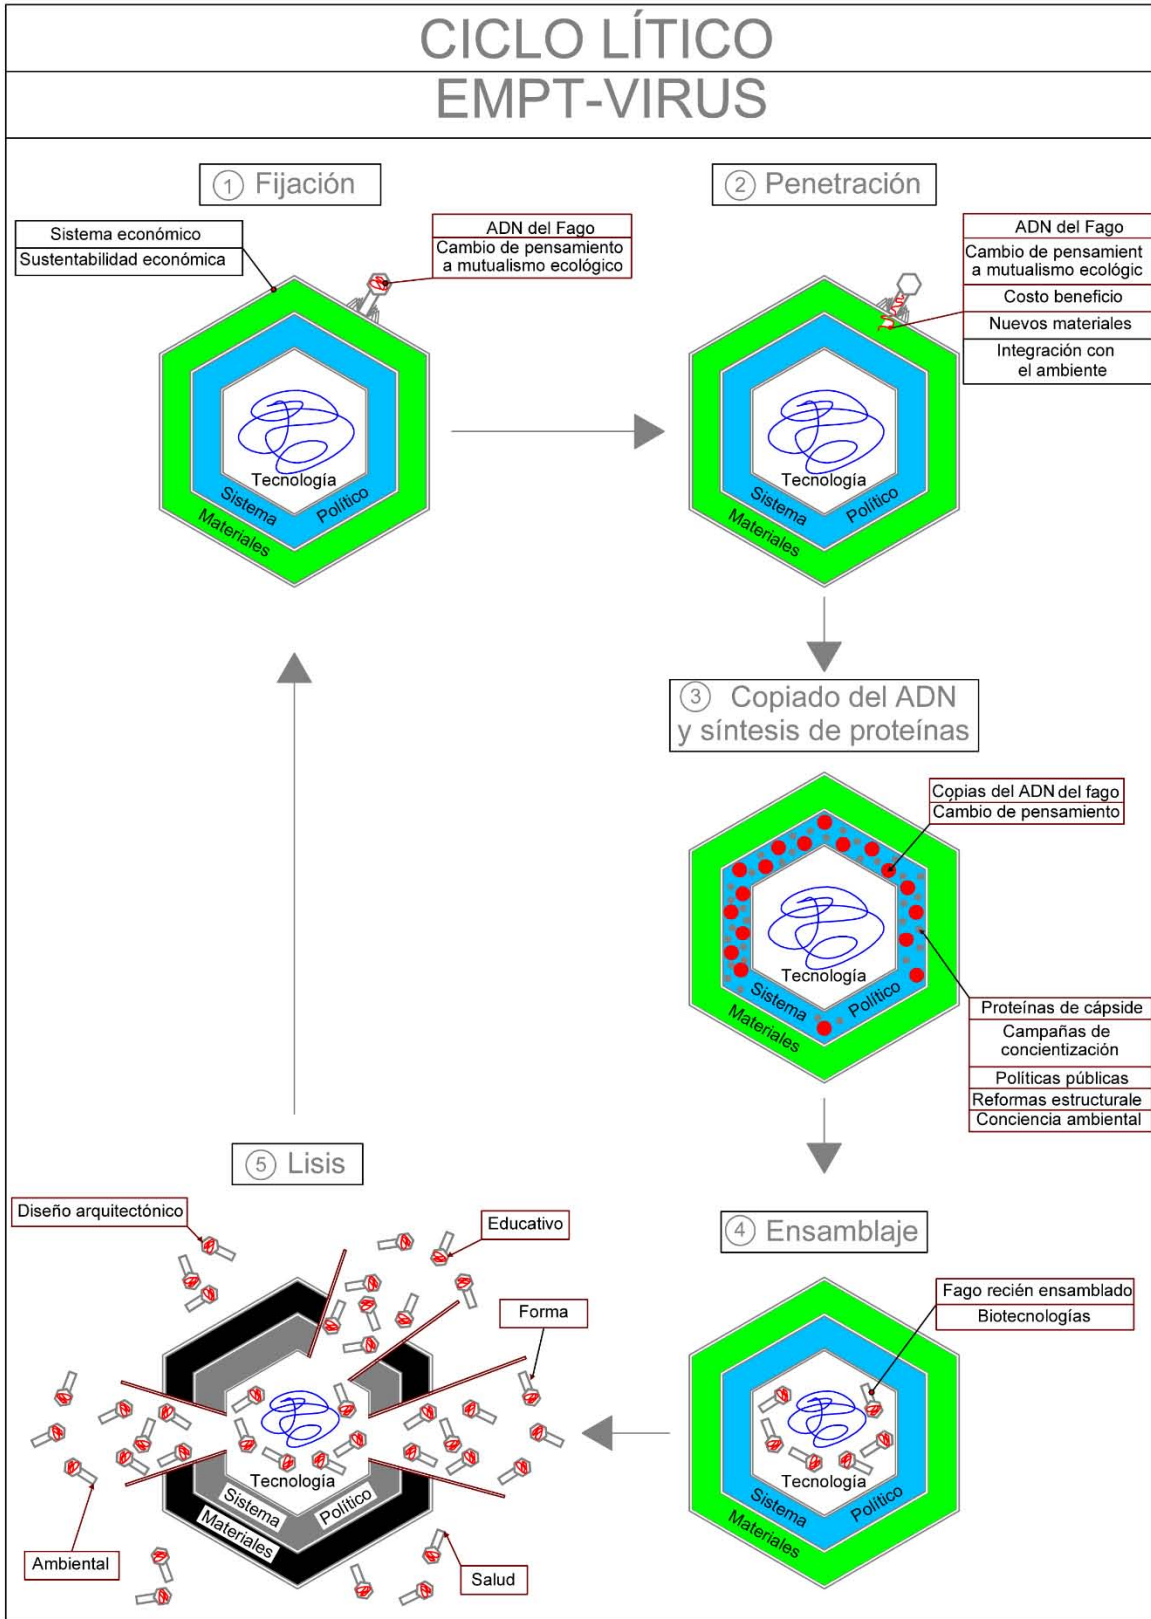 CICLO LÍTICO
EMPT-VIRUS
1 Fijación
Sistema económico
Sustentabilidad económica
ADN del Fago
Cambio de pensamiento
a mutualismo ecológico
Tecnología
Sistema Político
Materiales
2 Penetración
ADN del Fago
Cambio de pensamient
a mutualismo ecológic
Costo beneficio
Nuevos materiales
Integración con
el ambiente
Tecnología
Sistema Político
Materiales
3 Copiado del ADN
y síntesis de proteínas
Copias del ADN del fago
Cambio de pensamiento
Tecnología
Sistema Político
Materiales
Proteínas de cápside
Campañas de
concientización
Políticas públicas
Reformas estructurale
Conciencia ambiental
4 Ensamblaje
Fago recién ensamblado
Biotecnologías
Tecnología
Sistema Político
Materiales
5 Lisis
Diseño arquitectónico
Educativo
Forma
Tecnología
Sistema Político
Materiales
Ambiental
Salud